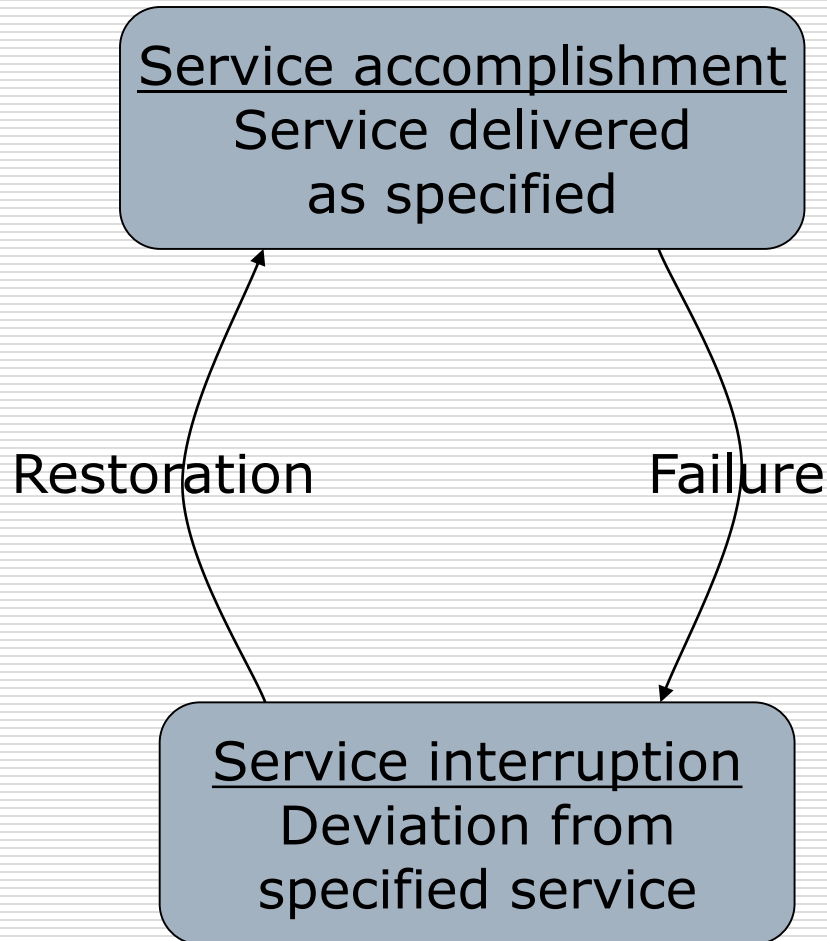 Service accomplishment
Service delivered
as specified
Restoration
Failure
Service interruption
Deviation from
specified service